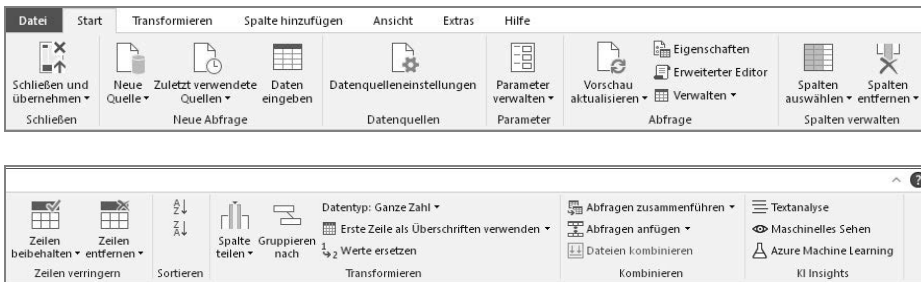 Datei Start Transformieren Spalte hinzufügen Ansicht Extras Hilfe
Schließen und übernehmen
Neue Quelle
Zuletzt verwendete Quellen
Daten eingeben
Datenquelleneinstellungen
Parameter verwalten
Vorschau aktualisieren
Eigenschaften
Erweiterter Editor
Verwalten
Spalten auswählen
Spalten entfernen
Schließen Neue Abfrage Datenquellen Parameter Abfrage Spalten verwalten
Zeilen beibehalten
Zeilen entfernen
Spalte teilen
Gruppieren nach
Datentyp: Ganze Zahl
Erste Zeile als Überschriften verwenden
Werte ersetzen
Abfragen zusammenführen
Abfragen anfügen
Dateien kombinieren
Textanalyse
Maschinelles Sehen
Azure Machine Learning
Zeilen verringern Sortieren Transformieren Kombinieren KI Insights